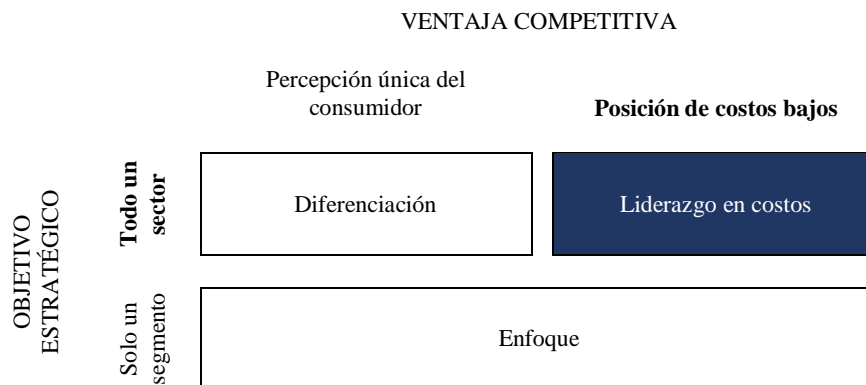 VENTAJA COMPETITIVA
Percepción única del
consumidor
Posición de costos bajos
OBJETIVO
ESTRATÉGICO
Todo un
sector
Diferenciación
Liderazgo en costos
Solo un
segmento
Enfoque